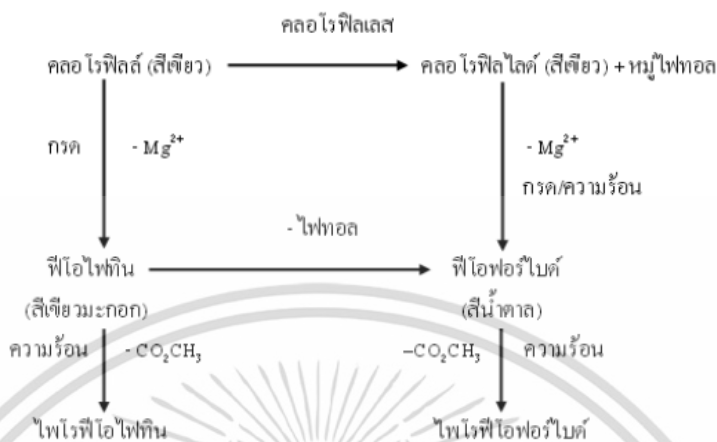 คลอโรฟิลเลส
คลอโรฟิลล์ (สีเขียว) คลอโรฟิลไลด์ (สีเขียว) + หมู่ไฟทอล
กรด - Mg²⁺ - Mg²⁺
กรด/ความร้อน
- ไฟทอล
ฟีโอไฟทิน ฟีโอฟอร์ไบด์
(สีเขียวมะกอก) (สีน้ำตาล)
ความร้อน - CO₂CH₃ –CO₂CH₃ ความร้อน
ไพโรฟีโอไฟทิน ไพโรฟีโอฟอร์ไบด์